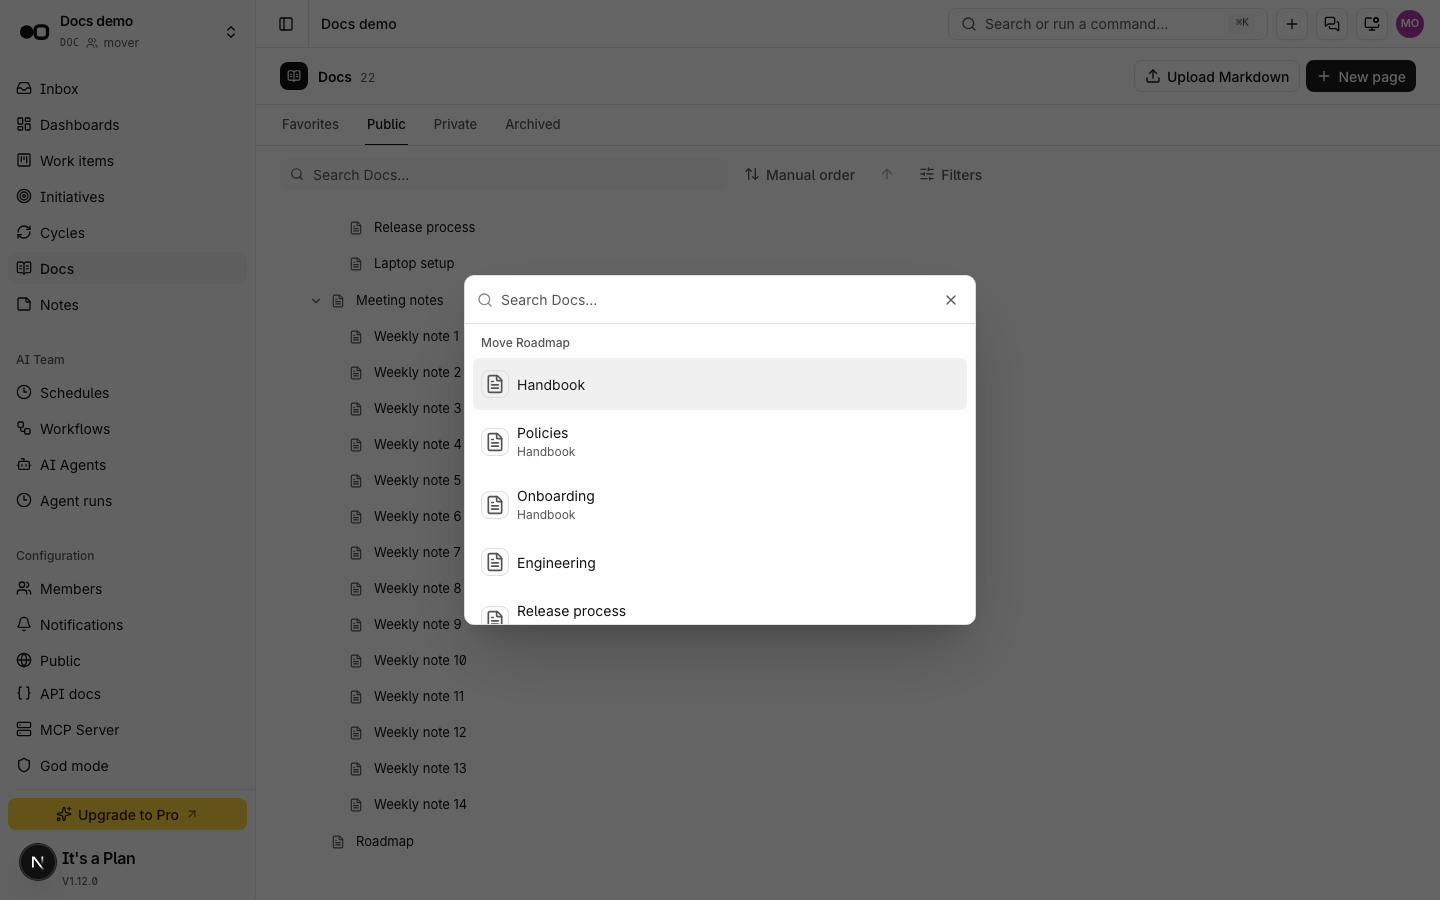 Docs demo
DOC mover
Inbox
Dashboards
Work items
Initiatives
Cycles
Docs
Notes
AI Team
Schedules
Workflows
AI Agents
Agent runs
Configuration
Members
Notifications
Public
API docs
MCP Server
God mode
Upgrade to Pro
N
It's a Plan
V1.12.0
Docs demo
Search or run a command...
⌘K
MO
Docs 22
Upload Markdown
New page
Favorites
Public
Private
Archived
Search Docs...
Manual order
Filters
Release process
Laptop setup
Meeting notes
Weekly note 1
Weekly note 2
Weekly note 3
Weekly note 4
Weekly note 5
Weekly note 6
Weekly note 7
Weekly note 8
Weekly note 9
Weekly note 10
Weekly note 11
Weekly note 12
Weekly note 13
Weekly note 14
Roadmap
Search Docs...
Move Roadmap
Handbook
Policies
Handbook
Onboarding
Handbook
Engineering
Release process